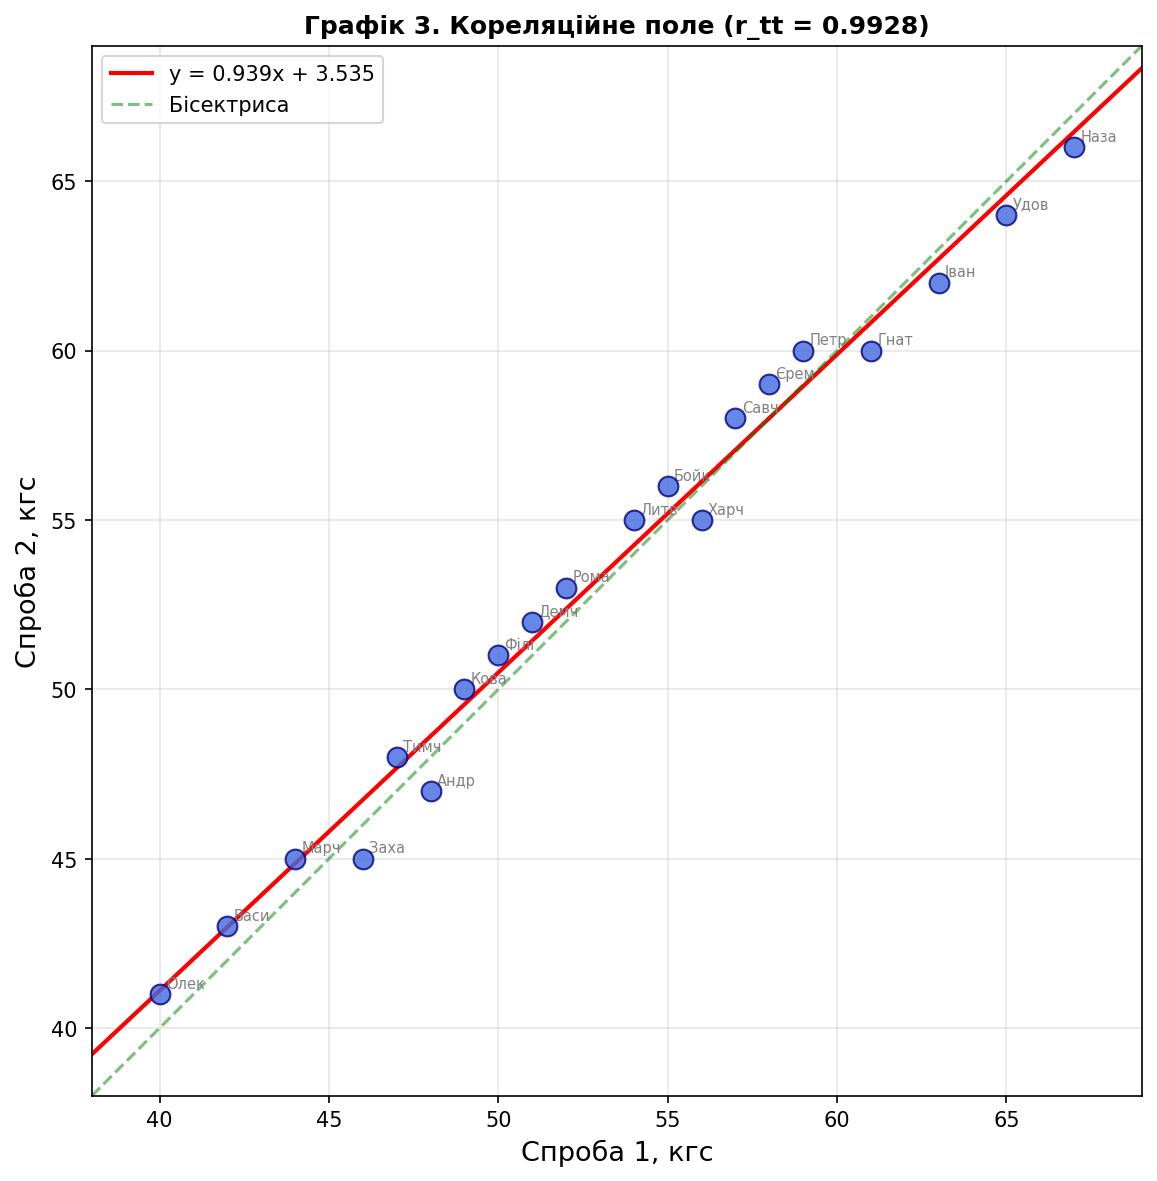 Графік 3. Кореляційне поле (r_tt = 0.9928)
y = 0.939x + 3.535
Бісектриса
Наза
Удов
Іван
Петр
Гнат
Єрем
Савч
Бойк
Литв
Харч
Рома
Демч
Філі
Кова
Тимч
Андр
Марч
Заха
Васи
Олек
65
60
55
50
45
40
40
45
50
55
60
65
Спроба 2, кгс
Спроба 1, кгс